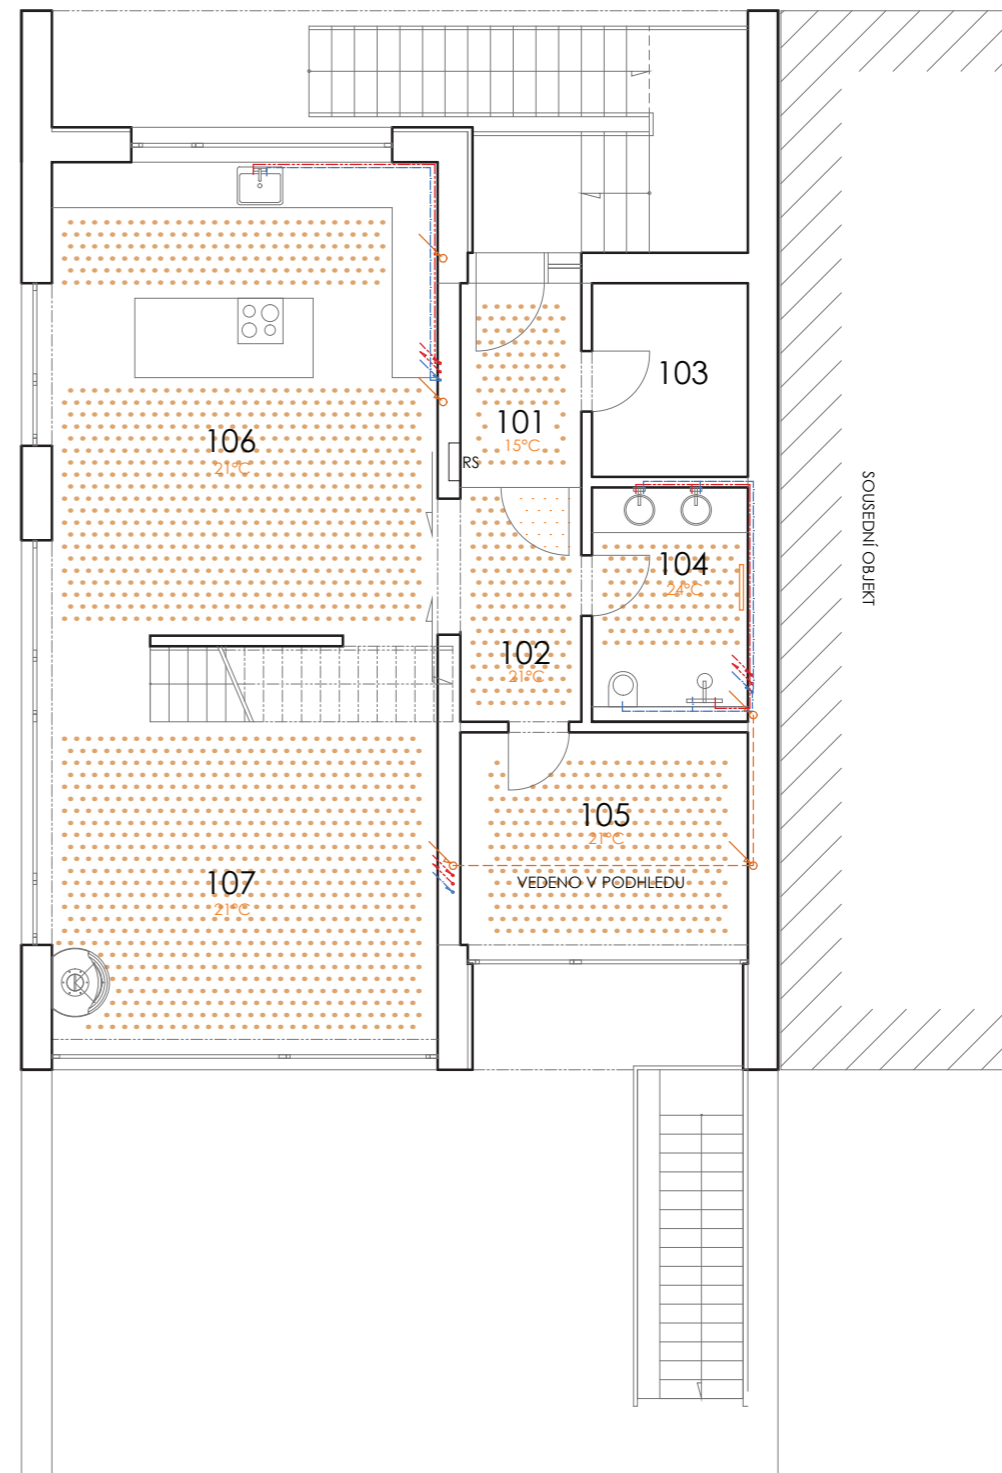 103
101
15°C
106
21°C
RS
SOUSEDNÍ OBJEKT
104
24°C
102
21°C
105
21°C
VEDENO V PODHLEDU
107
21°C
K